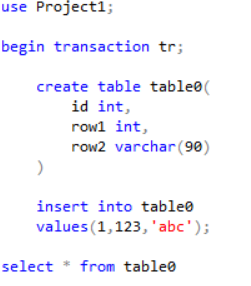 use Project1;
begin transaction tr;
create table table0(
id int,
row1 int,
row2 varchar(90)
)
insert into table0
values(1,123,'abc');
select * from table0